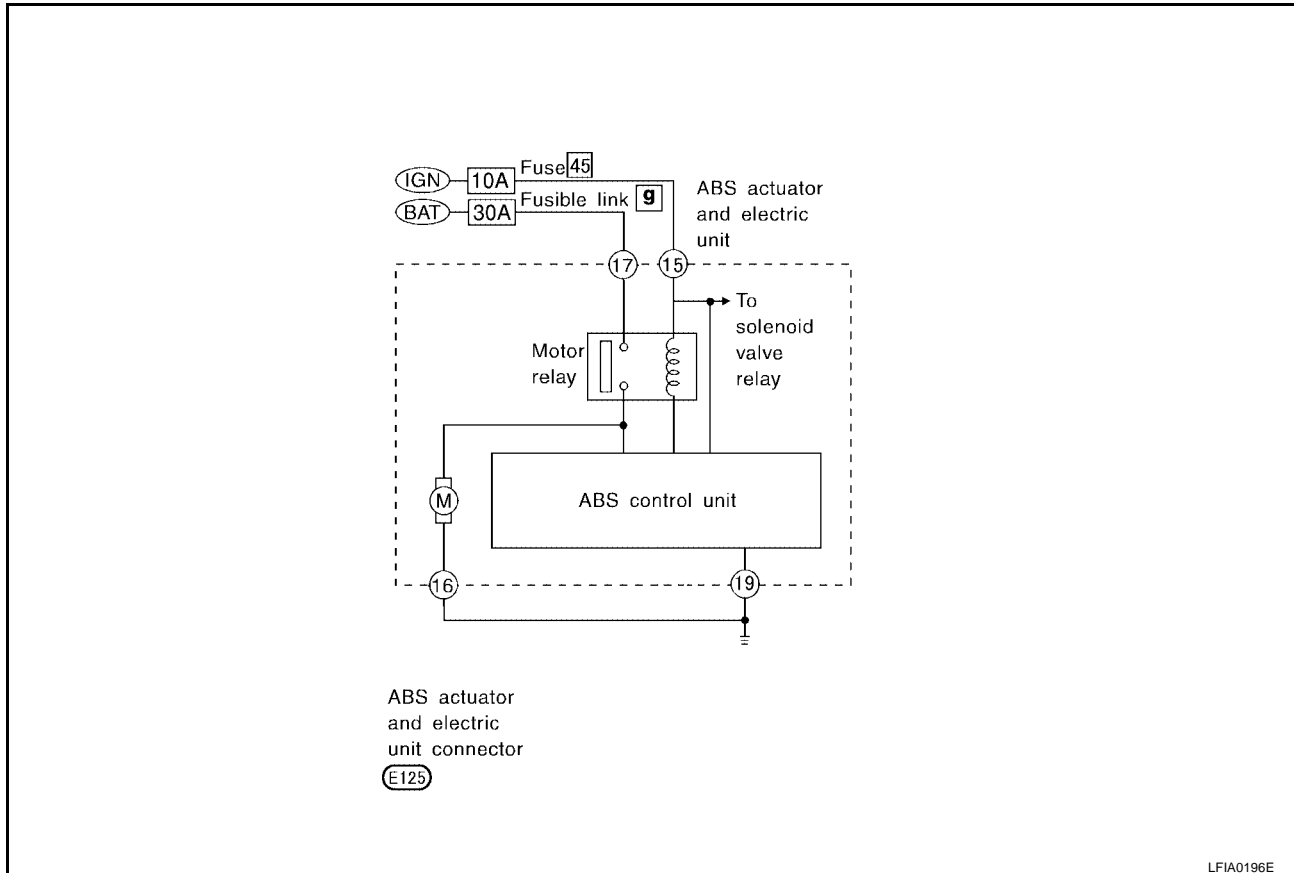 IGN
10A
Fuse 45
BAT
30A
Fusible link g
ABS actuator
and electric
unit
17
15
To
solenoid
valve
relay
Motor
relay
M
ABS control unit
16
19
ABS actuator
and electric
unit connector
E125
LFIA0196E